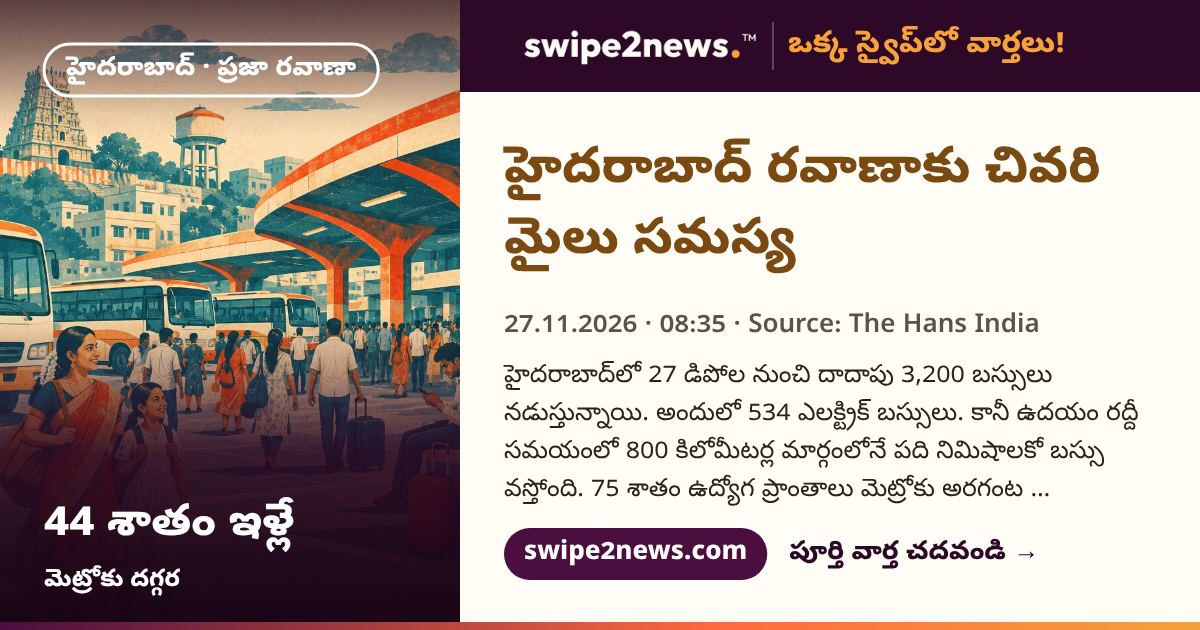 హైదరాబాద్ · ప్రజా రవాణా
swipe2news.™
ఒక్క స్వైప్‌లో వార్తలు!
హైదరాబాద్ రవాణాకు చివరి
మైలు సమస్య
27.11.2026 · 08:35 · Source: The Hans India
హైదరాబాద్‌లో 27 డిపోల నుంచి దాదాపు 3,200 బస్సులు
నడుస్తున్నాయి. అందులో 534 ఎలక్ట్రిక్ బస్సులు. కానీ ఉదయం రద్దీ
సమయంలో 800 కిలోమీటర్ల మార్గంలోనే పది నిమిషాలకో బస్సు
వస్తోంది. 75 శాతం ఉద్యోగ ప్రాంతాలు మెట్రోకు అరగంట ...
44 శాతం ఇళ్లే
మెట్రోకు దగ్గర
swipe2news.com
పూర్తి వార్త చదవండి →